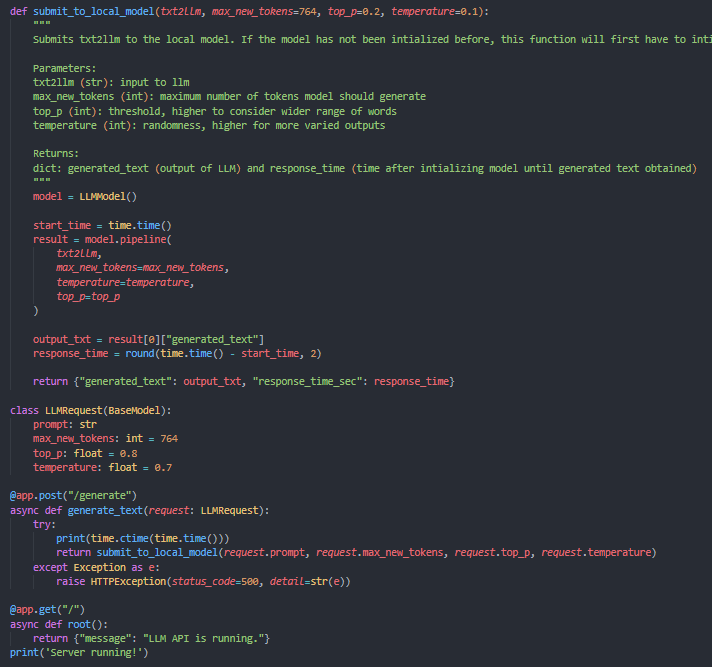 def submit_to_local_model(txt2llm, max_new_tokens=764, top_p=0.2, temperature=0.1):
    """
    Submits txt2llm to the local model. If the model has not been intialized before, this function will first have to inti
    
    Parameters:
    txt2llm (str): input to llm
    max_new_tokens (int): maximum number of tokens model should generate
    top_p (int): threshold, higher to consider wider range of words
    temperature (int): randomness, higher for more varied outputs

    Returns:
    dict: generated_text (output of LLM) and response_time (time after intializing model until generated text obtained)
    """
    model = LLMModel()

    start_time = time.time()
    result = model.pipeline(
        txt2llm,
        max_new_tokens=max_new_tokens,
        temperature=temperature,
        top_p=top_p
    )

    output_txt = result[0]["generated_text"]
    response_time = round(time.time() - start_time, 2)

    return {"generated_text": output_txt, "response_time_sec": response_time}

class LLMRequest(BaseModel):
    prompt: str
    max_new_tokens: int = 764
    top_p: float = 0.8
    temperature: float = 0.7

@app.post("/generate")
async def generate_text(request: LLMRequest):
    try:
        print(time.ctime(time.time()))
        return submit_to_local_model(request.prompt, request.max_new_tokens, request.top_p, request.temperature)
    except Exception as e:
        raise HTTPException(status_code=500, detail=str(e))

@app.get("/")
async def root():
    return {"message": "LLM API is running."}
print('Server running!')